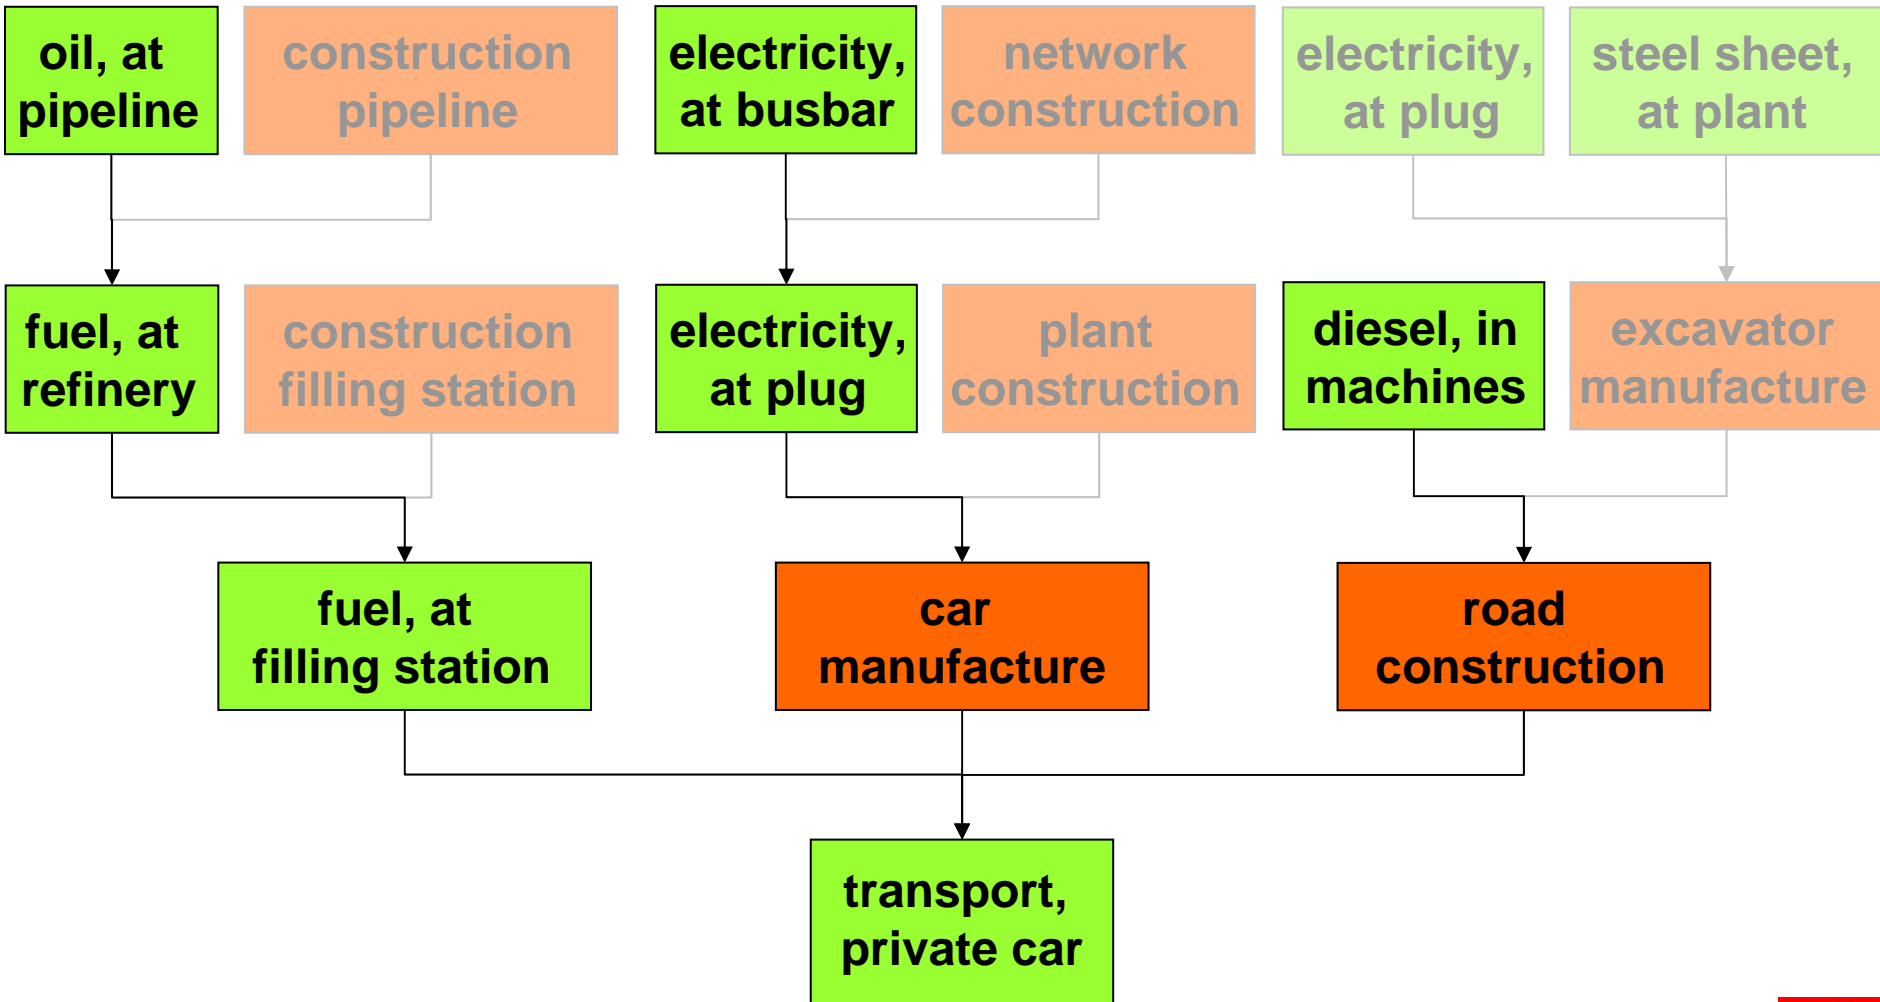 oil, at
pipeline
construction
pipeline
electricity,
at busbar
network
construction
electricity,
at plug
steel sheet,
at plant
fuel, at
refinery
construction
filling station
electricity,
at plug
plant
construction
diesel, in
machines
excavator
manufacture
fuel, at
filling station
car
manufacture
road
construction
transport,
private car